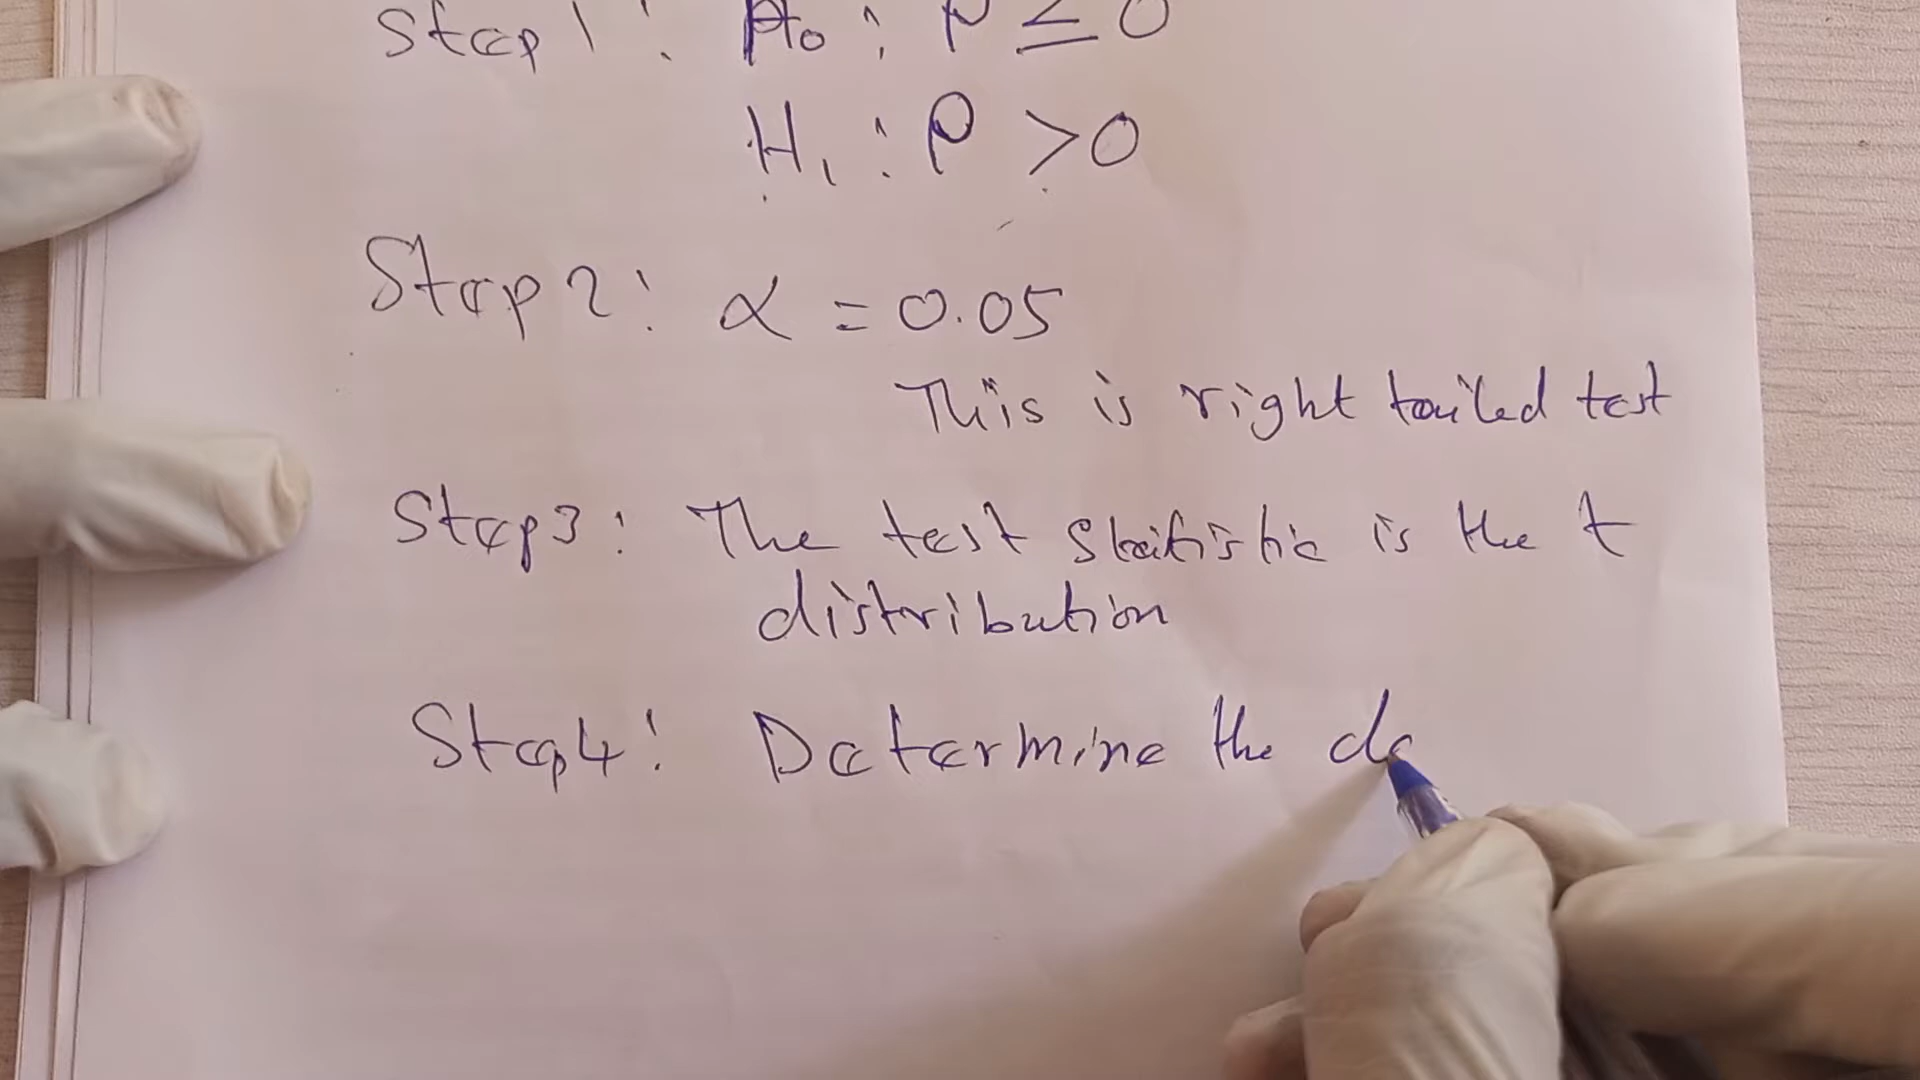 Step 1: H₀: ρ ≤ 0
H₁: ρ > 0
Step 2: α = 0.05
This is right tailed test
Step 3: The test statistic is the t
distribution
Step 4: Determine the de